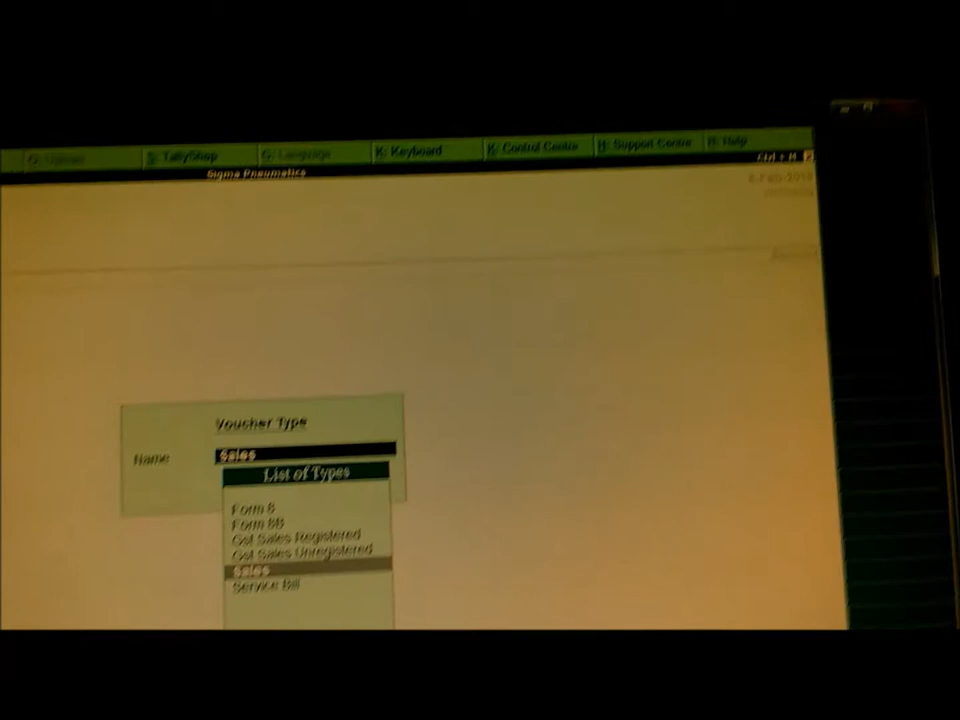 S: TallyShop G: Language K: Keyboard K: Control Centre H: Support Centre H: Help
Sigma Pneumatics Ctrl + M
Voucher Type
Name Sales
List of Types
Form 8
Form 8B
Gst Sales Registered
Gst Sales Unregistered
Sales
Service Bill